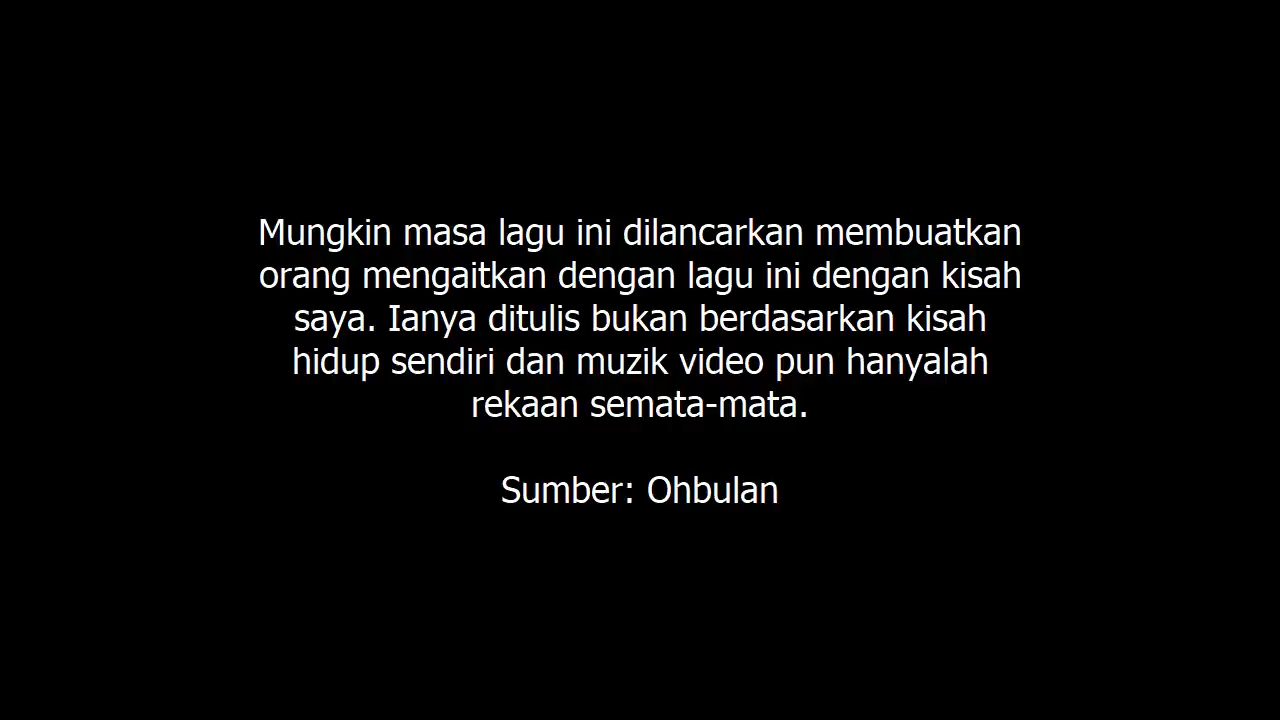 Mungkin masa lagu ini dilancarkan membuatkan
orang mengaitkan dengan lagu ini dengan kisah
saya. Ianya ditulis bukan berdasarkan kisah
hidup sendiri dan muzik video pun hanyalah
rekaan semata-mata.
Sumber: Ohbulan